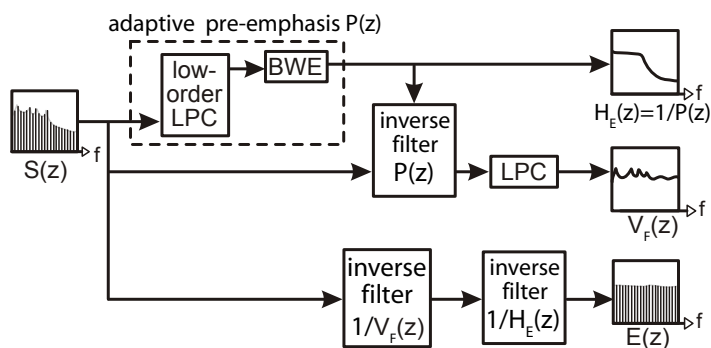 adaptive pre-emphasis P(z)
low-
order
LPC
BWE
f
H_E(z)=1/P(z)
f
S(z)
inverse
filter
P(z)
LPC
f
V_F(z)
inverse
filter
1/V_F(z)
inverse
filter
1/H_E(z)
f
E(z)